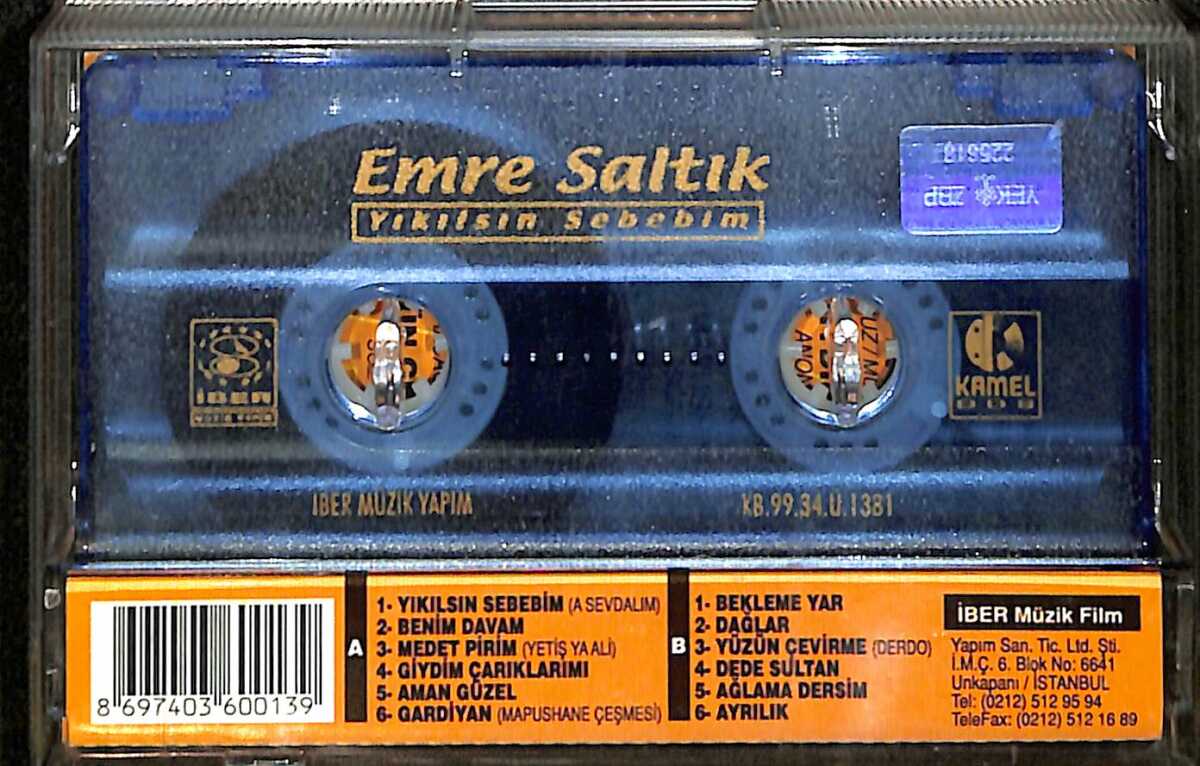 Emre Saltık
Yıkılsın Sebebim
225618
YEK ZBP
İBER
KAMEL
İBER MÜZİK YAPIM
KB.99.34.Ü.1381
8 697403 600139
A
1- YIKILSIN SEBEBİM (A SEVDALIM)
2- BENİM DAVAM
3- MEDET PİRİM (YETİŞ YA ALİ)
4- GİYDİM ÇARIKLARIMI
5- AMAN GÜZEL
6- GARDİYAN (MAPUSHANE ÇEŞMESİ)
B
1- BEKLEME YAR
2- DAĞLAR
3- YÜZÜN ÇEVİRME (DERDO)
4- DEDE SULTAN
5- AĞLAMA DERSİM
6- AYRILIK
İBER Müzik Film
Yapım San. Tic. Ltd. Şti.
İ.M.Ç. 6. Blok No: 6641
Unkapanı / İSTANBUL
Tel: (0212) 512 95 94
TeleFax: (0212) 512 16 89